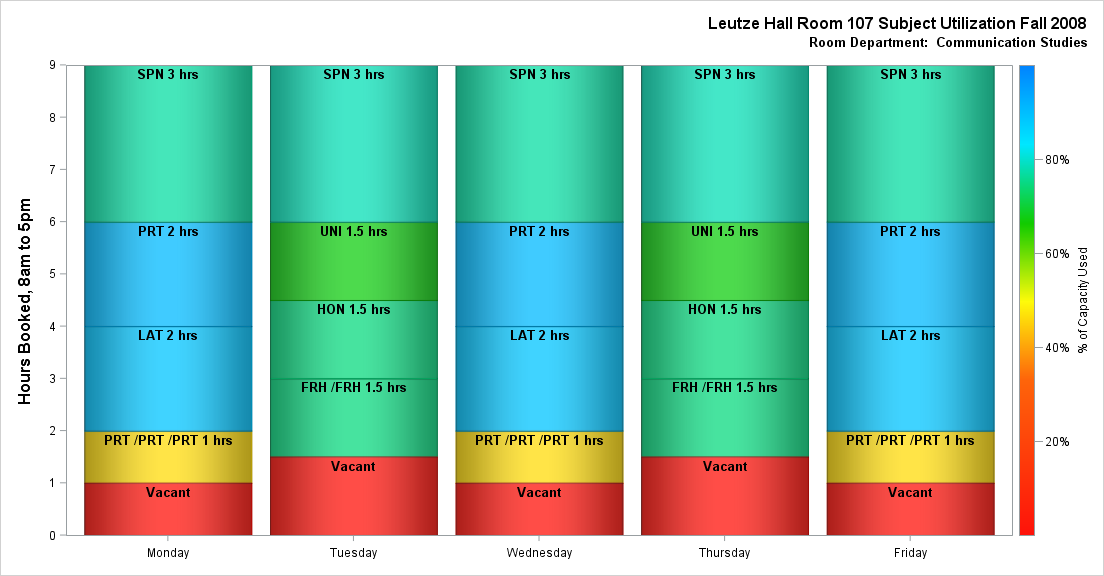 Leutze Hall Room 107 Subject Utilization Fall 2008
Room Department: Communication Studies
Hours Booked, 8am to 5pm
9
8
7
6
5
4
3
2
1
0
SPN 3 hrs
PRT 2 hrs
LAT 2 hrs
PRT /PRT /PRT 1 hrs
Vacant
Monday
SPN 3 hrs
UNI 1.5 hrs
HON 1.5 hrs
FRH /FRH 1.5 hrs
Vacant
Tuesday
SPN 3 hrs
PRT 2 hrs
LAT 2 hrs
PRT /PRT /PRT 1 hrs
Vacant
Wednesday
SPN 3 hrs
UNI 1.5 hrs
HON 1.5 hrs
FRH /FRH 1.5 hrs
Vacant
Thursday
SPN 3 hrs
PRT 2 hrs
LAT 2 hrs
PRT /PRT /PRT 1 hrs
Vacant
Friday
80%
60%
40%
20%
% of Capacity Used